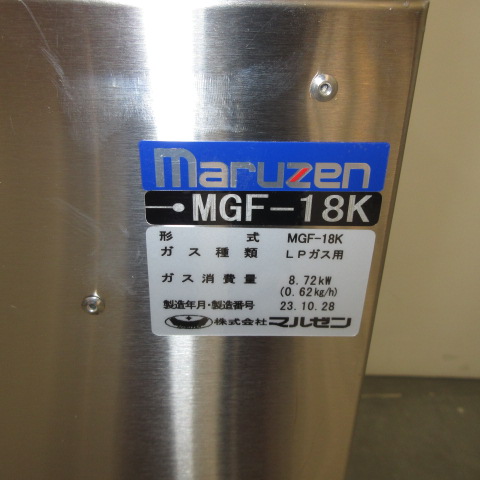 maruzen
MGF-18K
形式 MGF-18K
ガス種類 LPガス用
ガス消費量 8.72kW
(0.62kg/h)
製造年月・製造番号 23.10.28
株式会社マルゼン